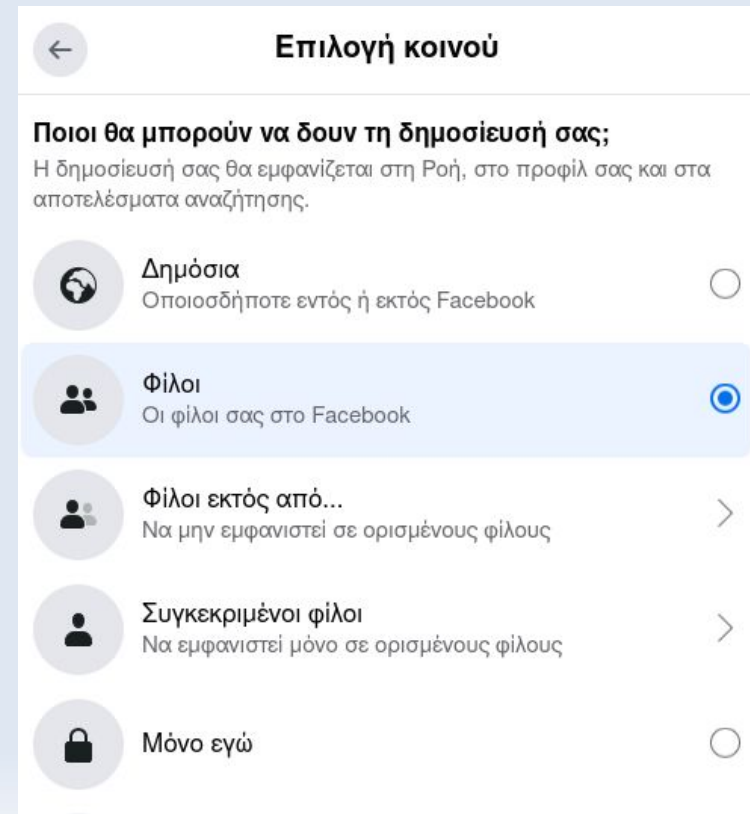 Επιλογή κοινού
Ποιοι θα μπορούν να δουν τη δημοσίευσή σας;
Η δημοσίευσή σας θα εμφανίζεται στη Ροή, στο προφίλ σας και στα
αποτελέσματα αναζήτησης.
Δημόσια
Οποιοσδήποτε εντός ή εκτός Facebook
Φίλοι
Οι φίλοι σας στο Facebook
Φίλοι εκτός από...
Να μην εμφανιστεί σε ορισμένους φίλους
Συγκεκριμένοι φίλοι
Να εμφανιστεί μόνο σε ορισμένους φίλους
Μόνο εγώ